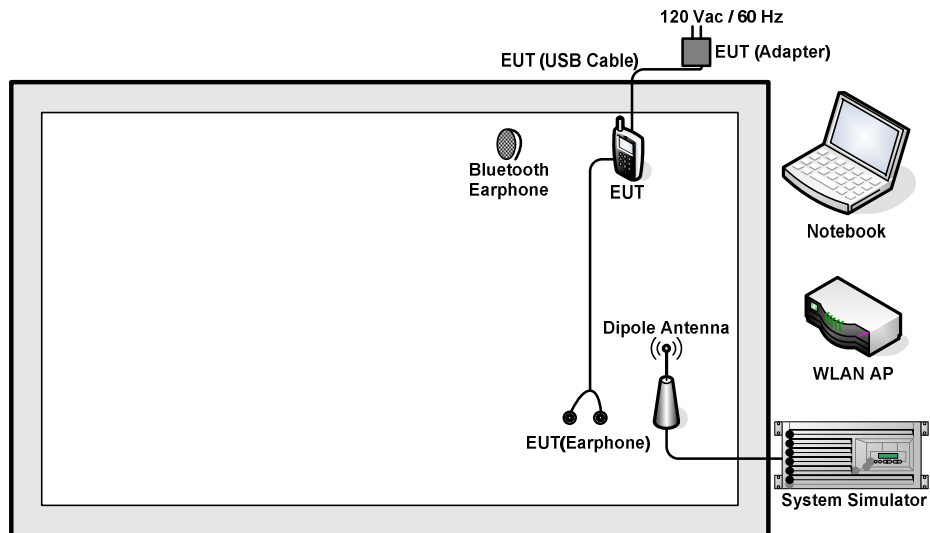 120 Vac / 60 Hz
EUT (USB Cable)
EUT (Adapter)
Bluetooth
Earphone
EUT
Notebook
Dipole Antenna
WLAN AP
EUT(Earphone)
System Simulator